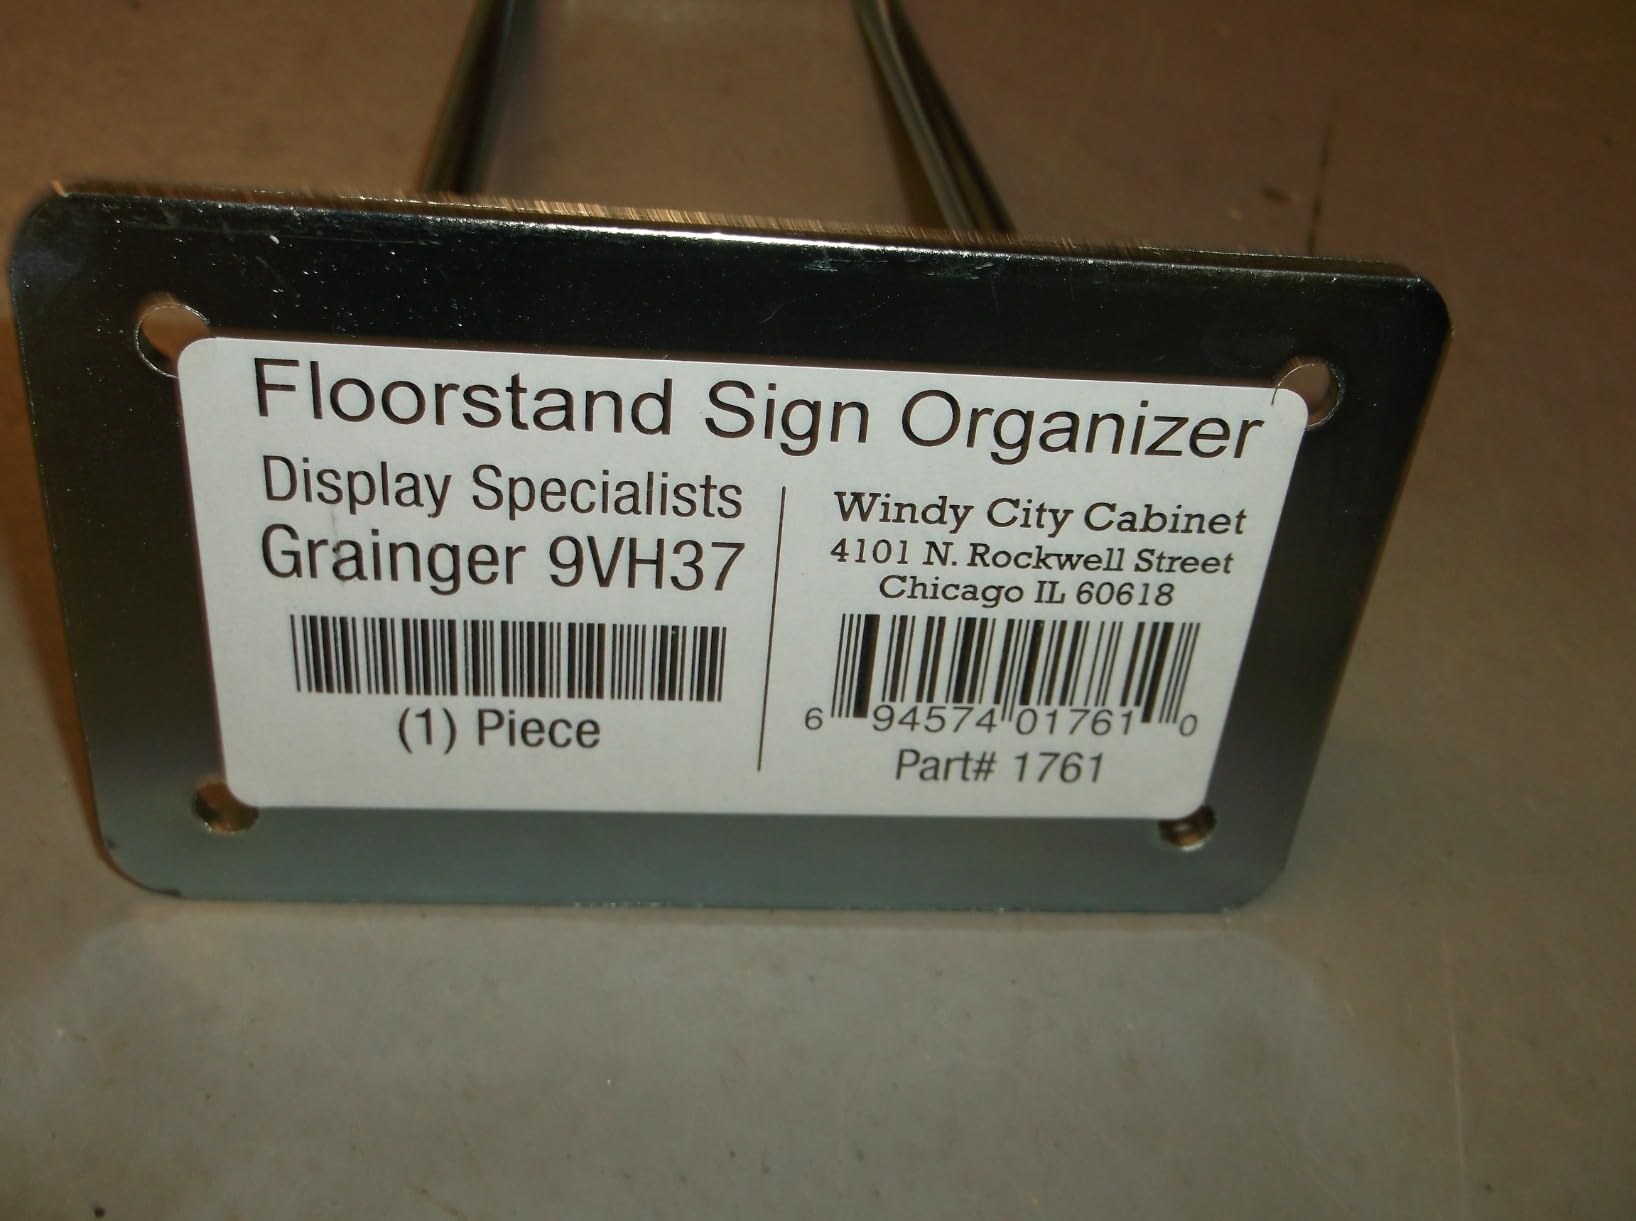 Floorstand Sign Organizer
Display Specialists
Grainger 9VH37
(1) Piece
Windy City Cabinet
4101 N. Rockwell Street
Chicago IL 60618
6 94574 01761 0
Part# 1761